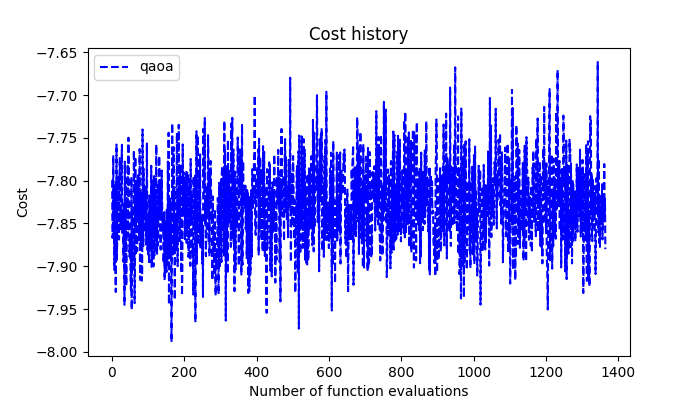 Cost history
qaoa
Cost
−7.65
−7.70
−7.75
−7.80
−7.85
−7.90
−7.95
−8.00
0 200 400 600 800 1000 1200 1400
Number of function evaluations